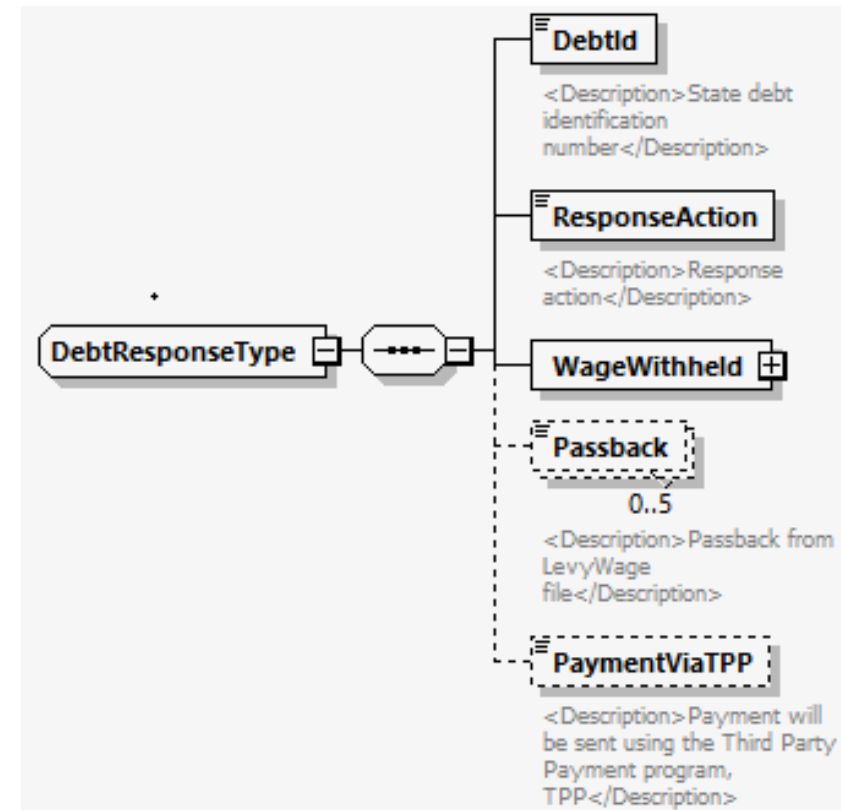 DebtId
<Description>State debt
identification
number</Description>
ResponseAction
<Description>Response
action</Description>
DebtResponseType
WageWithheld
Passback
0..5
<Description>Passback from
LevyWage
file</Description>
PaymentViaTPP
<Description>Payment will
be sent using the Third Party
Payment program,
TPP</Description>